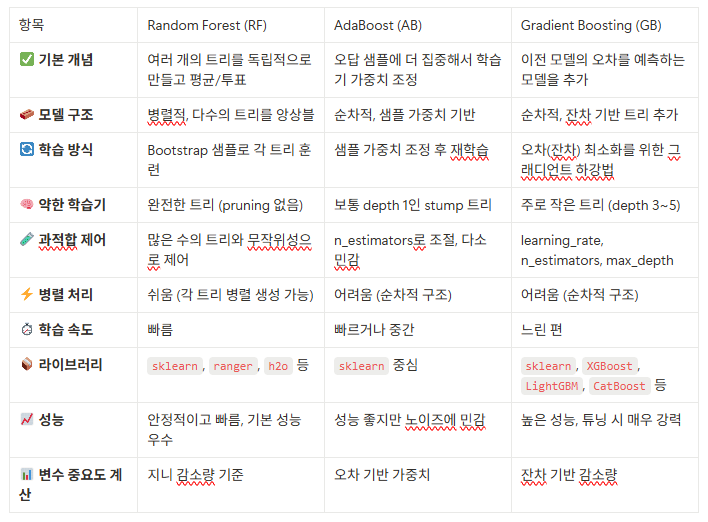 항목 Random Forest (RF) AdaBoost (AB) Gradient Boosting (GB)
✅ 기본 개념 여러 개의 트리를 독립적으로 오답 샘플에 더 집중해서 학습 이전 모델의 오차를 예측하는
만들고 평균/투표 기 가중치 조정 모델을 추가
🧱 모델 구조 병렬적, 다수의 트리를 앙상블 순차적, 샘플 가중치 기반 순차적, 잔차 기반 트리 추가
🔄 학습 방식 Bootstrap 샘플로 각 트리 훈 샘플 가중치 조정 후 재학습 오차(잔차) 최소화를 위한 그
련 래디언트 하강법
🧠 약한 학습기 완전한 트리 (pruning 없음) 보통 depth 1인 stump 트리 주로 작은 트리 (depth 3~5)
🧪 과적합 제어 많은 수의 트리와 무작위성으 n_estimators로 조절, 다소 learning_rate,
로 제어 민감 n_estimators, max_depth
⚡ 병렬 처리 쉬움 (각 트리 병렬 생성 가능) 어려움 (순차적 구조) 어려움 (순차적 구조)
⏱ 학습 속도 빠름 빠르거나 중간 느린 편
📦 라이브러리 sklearn, ranger, h2o 등 sklearn 중심 sklearn, XGBoost,
LightGBM, CatBoost 등
📈 성능 안정적이고 빠름, 기본 성능 성능 좋지만 노이즈에 민감 높은 성능, 튜닝 시 매우 강력
우수
📊 변수 중요도 계 지니 감소량 기준 오차 기반 가중치 잔차 기반 감소량
산